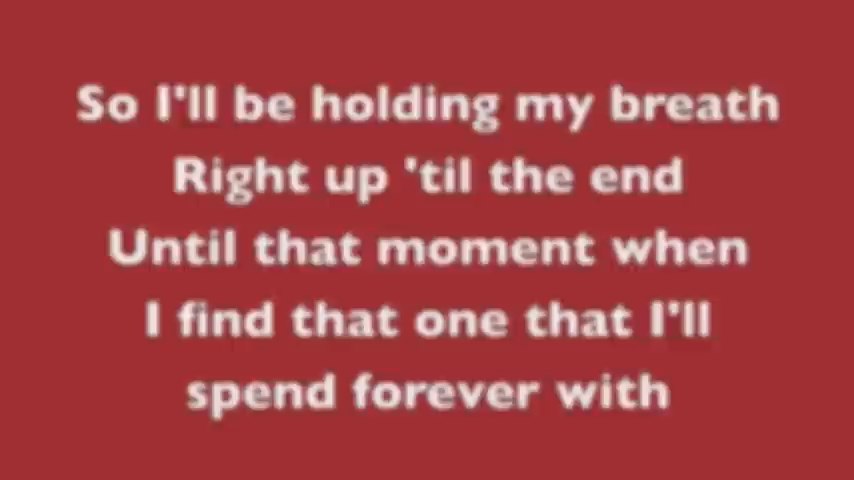 So I'll be holding my breath
Right up 'til the end
Until that moment when
I find that one that I'll
spend forever with